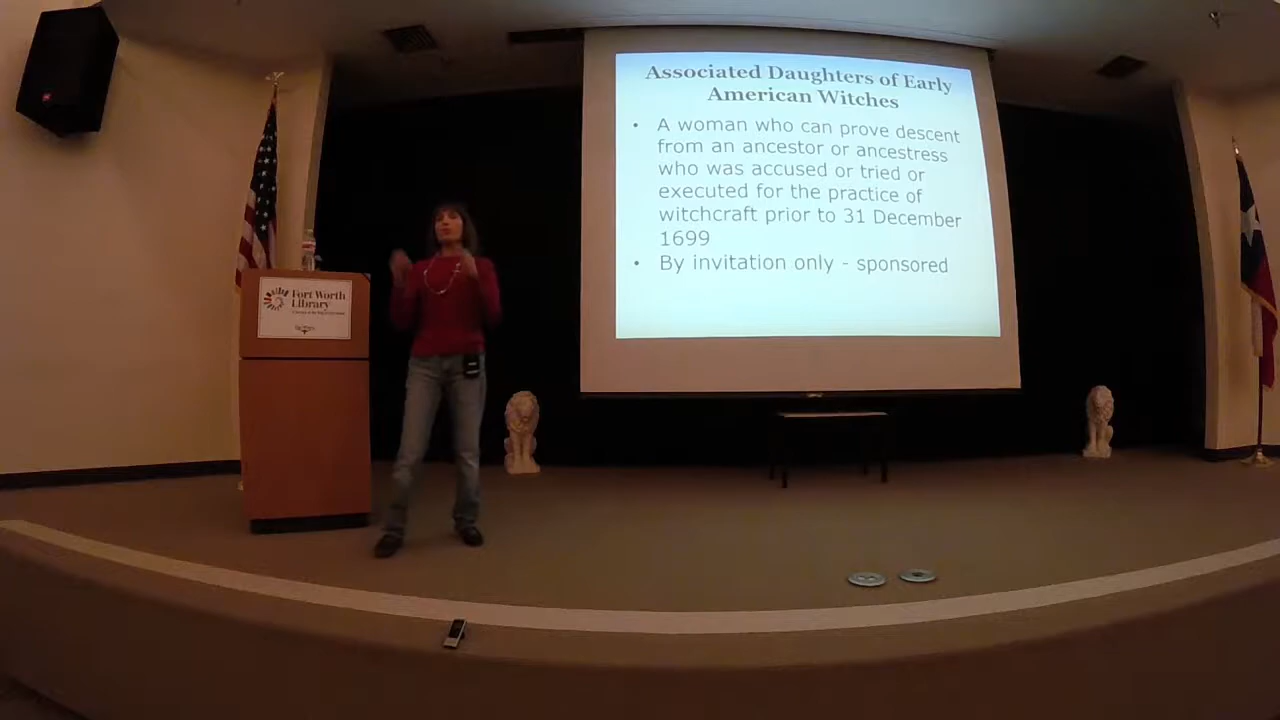 Associated Daughters of Early
American Witches
• A woman who can prove descent
from an ancestor or ancestress
who was accused or tried or
executed for the practice of
witchcraft prior to 31 December
1699
• By invitation only - sponsored
Fort Worth
Library